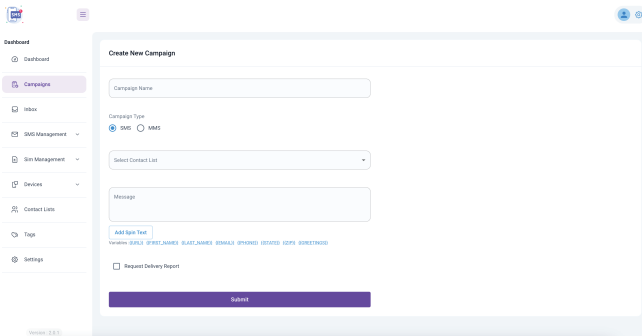 SMS
Dashboard
Dashboard
Campaigns
Inbox
SMS Management
Sim Management
Devices
Contact Lists
Tags
Settings
Create New Campaign
Campaign Name
Campaign Type
SMS MMS
Select Contact List
Message
Add Spin Text
Variables {{URL}} {{FIRST_NAME}} {{LAST_NAME}} {{EMAIL}} {{PHONE}} {{STATE}} {{ZIP}} {{GREETINGS}}
Request Delivery Report
Submit